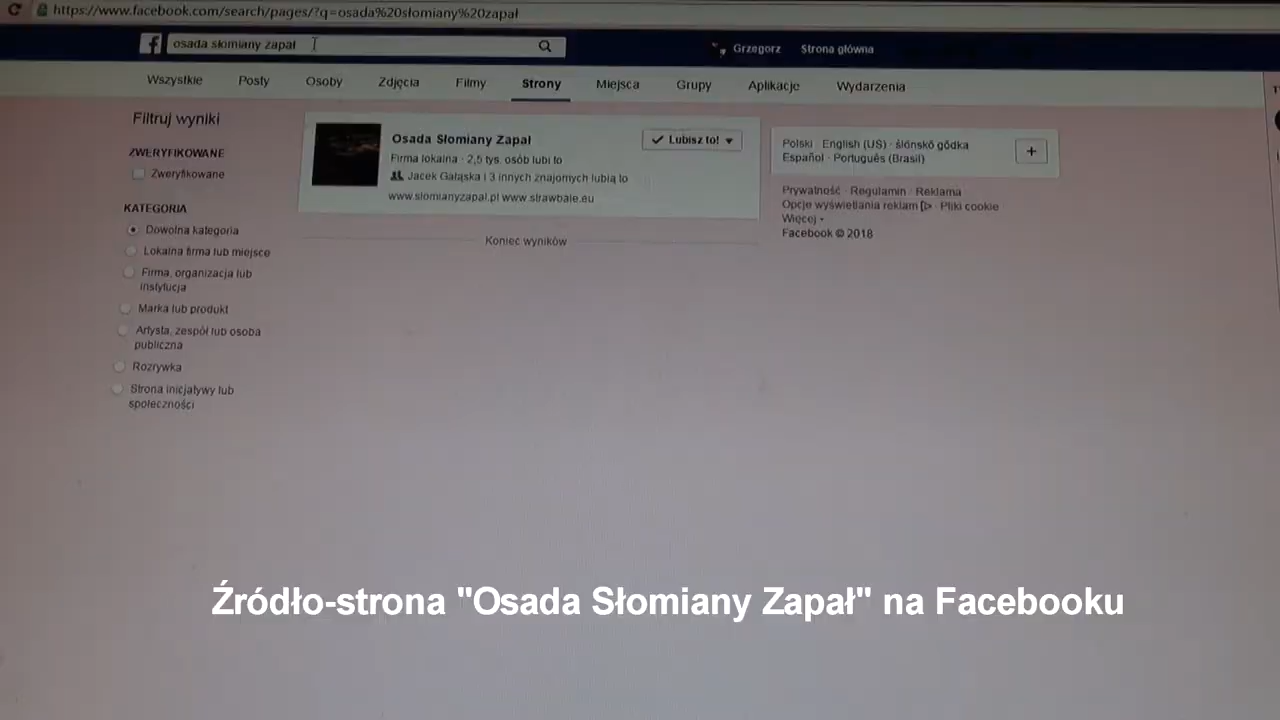 https://www.facebook.com/search/pages/?q=osada%20słomiany%20zapał
osada słomiany zapał
Grzegorz Strona główna
Wszystkie Posty Osoby Zdjęcia Filmy Strony Miejsca Grupy Aplikacje Wydarzenia
Filtruj wyniki
ZWERYFIKOWANE
Zweryfikowane
KATEGORIA
Dowolna kategoria
Lokalna firma lub miejsce
Firma, organizacja lub
instytucja
Marka lub produkt
Artysta, zespół lub osoba
publiczna
Rozrywka
Strona inicjatywy lub
społeczności
Osada Słomiany Zapał
Lubisz to!
Firma lokalna · 2,5 tys. osób lubi to
Jacek Gałąska i 3 innych znajomych lubią to
www.slomianyzapal.pl www.strawbale.eu
Koniec wyników
Polski · English (US) · ślōnskŏ gŏdka
Español · Português (Brasil)
+
Prywatność · Regulamin · Reklama
Opcje wyświetlania reklam · Pliki cookie
Więcej
Facebook © 2018
Źródło-strona "Osada Słomiany Zapał" na Facebooku